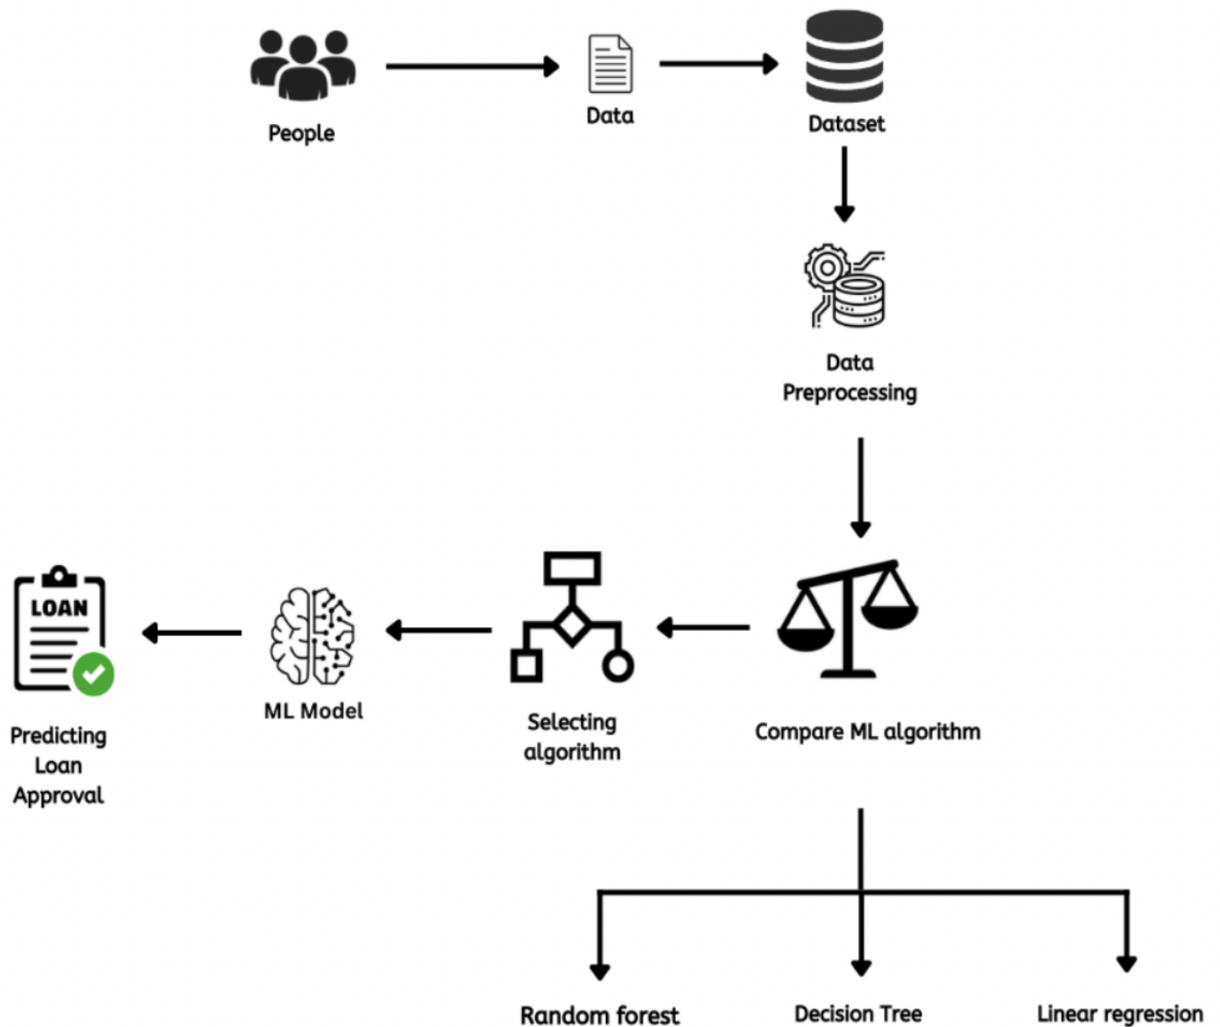 People
Data
Dataset
Data
Preprocessing
LOAN
Predicting
Loan
Approval
ML Model
Selecting
algorithm
Compare ML algorithm
Random forest
Decision Tree
Linear regression